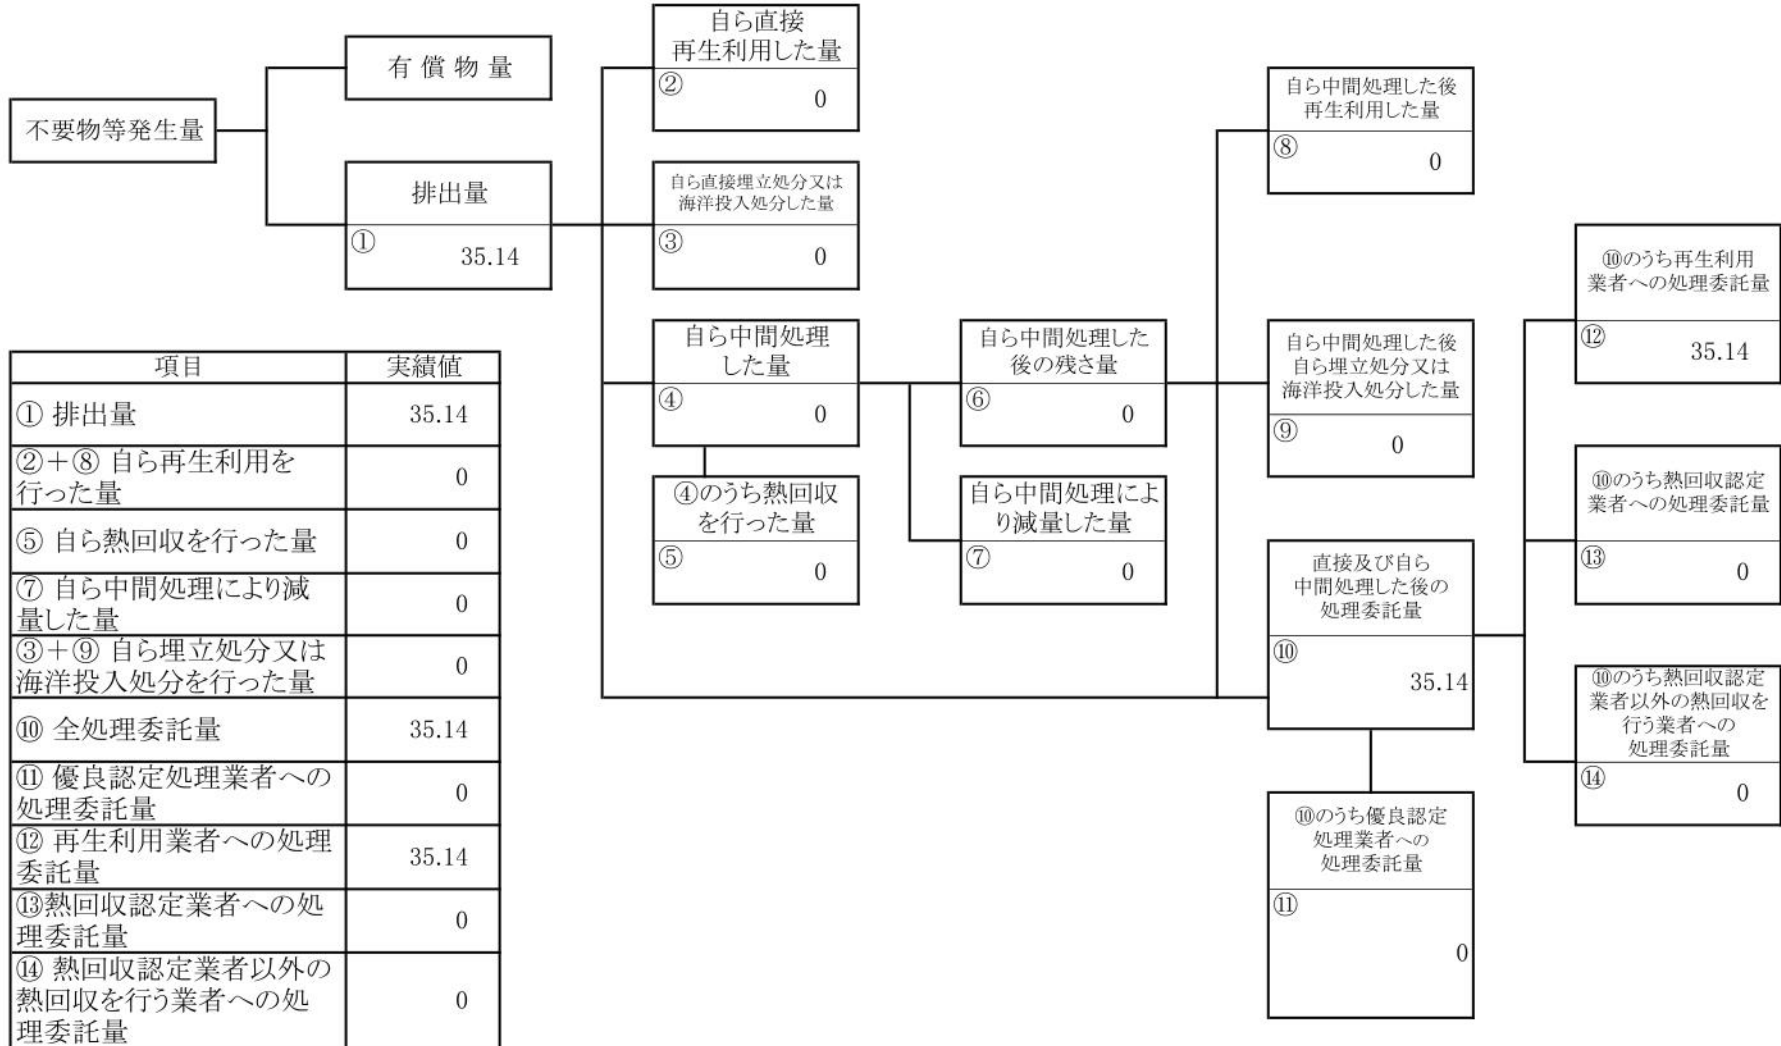 不要物等発生量
有償物量
排出量
①
35.14
自ら直接
再生利用した量
②
0
自ら直接埋立処分又は
海洋投入処分した量
③
0
自ら中間処理
した量
④
0
④のうち熱回収
を行った量
⑤
0
自ら中間処理した
後の残さ量
⑥
0
自ら中間処理によ
り減量した量
⑦
0
自ら中間処理した後
再生利用した量
⑧
0
自ら中間処理した後
自ら埋立処分又は
海洋投入処分した量
⑨
0
直接及び自ら
中間処理した後の
処理委託量
⑩
35.14
⑩のうち優良認定
処理業者への
処理委託量
⑪
0
⑩のうち再生利用
業者への処理委託量
⑫
35.14
⑩のうち熱回収認定
業者への処理委託量
⑬
0
⑩のうち熱回収認定
業者以外の熱回収を
行う業者への
処理委託量
⑭
0
項目 実績値
① 排出量 35.14
②＋⑧ 自ら再生利用を
行った量 0
⑤ 自ら熱回収を行った量 0
⑦ 自ら中間処理により減
量した量 0
③＋⑨ 自ら埋立処分又は
海洋投入処分を行った量 0
⑩ 全処理委託量 35.14
⑪ 優良認定処理業者への
処理委託量 0
⑫ 再生利用業者への処理
委託量 35.14
⑬熱回収認定業者への処
理委託量 0
⑭ 熱回収認定業者以外の
熱回収を行う業者への処
理委託量 0